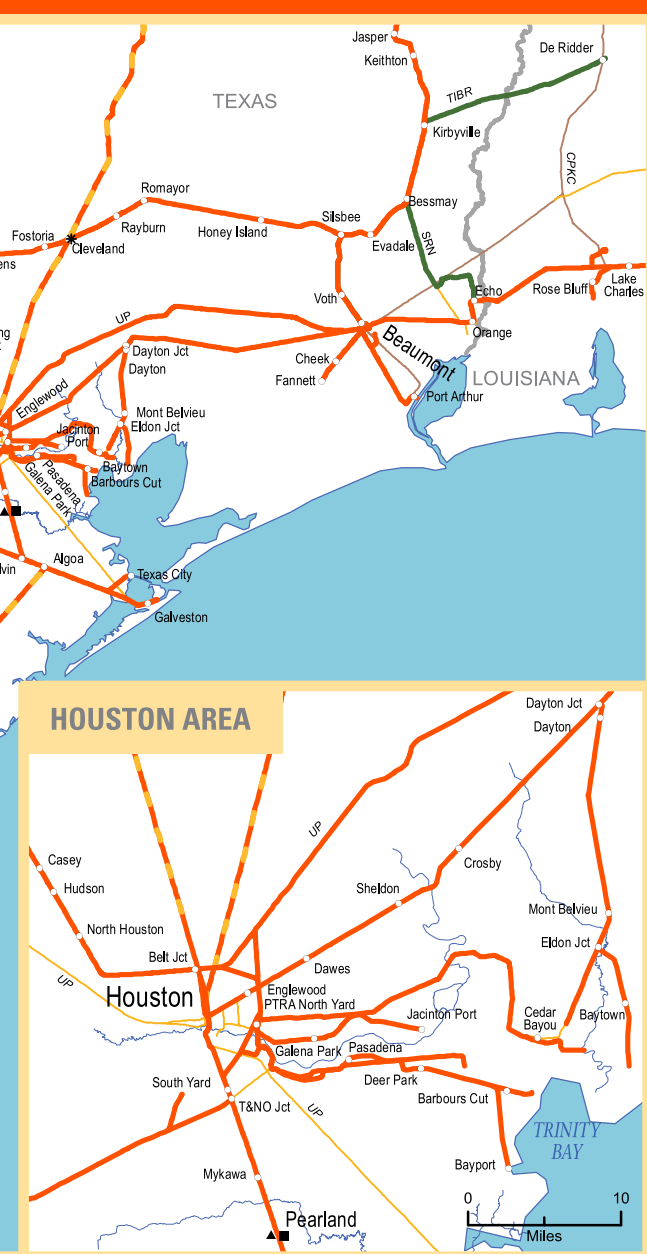 Jasper
Keithton
De Ridder
TEXAS
TIBR
Kirbyville
CPKC
Romayor
Rayburn
Honey Island
Silsbee
Bessmay
Evadale
SRN
Fostoria
Cleveland
ens
Voth
Echo
Rose Bluff
Lake
Charles
Orange
ng
UP
Dayton Jct
Dayton
Beaumont
Cheek
Fannett
LOUISIANA
Port Arthur
Englewood
Mont Belvieu
Eldon Jct
Jacinton
Port
Baytown
Barbours Cut
Pasadena
Galena Park
Algoa
lvin
Texas City
Galveston
HOUSTON AREA
Dayton Jct
Dayton
UP
Casey
Hudson
Crosby
Sheldon
North Houston
Mont Belvieu
Eldon Jct
Belt Jct
Dawes
UP
Houston
Englewood
PTRA North Yard
Jacinton Port
Cedar
Bayou
Baytown
Galena Park
Pasadena
Deer Park
South Yard
Barbours Cut
T&NO Jct
UP
TRINITY
BAY
Mykawa
Bayport
Pearland
0
10
Miles